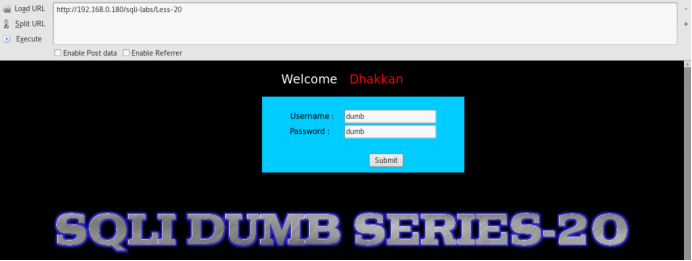 Load URL http://192.168.0.180/sqli-labs/Less-20
Split URL
Execute
Enable Post data Enable Referrer
Welcome Dhakkan
Username : dumb
Password : dumb
Submit
SQLI DUMB SERIES-20